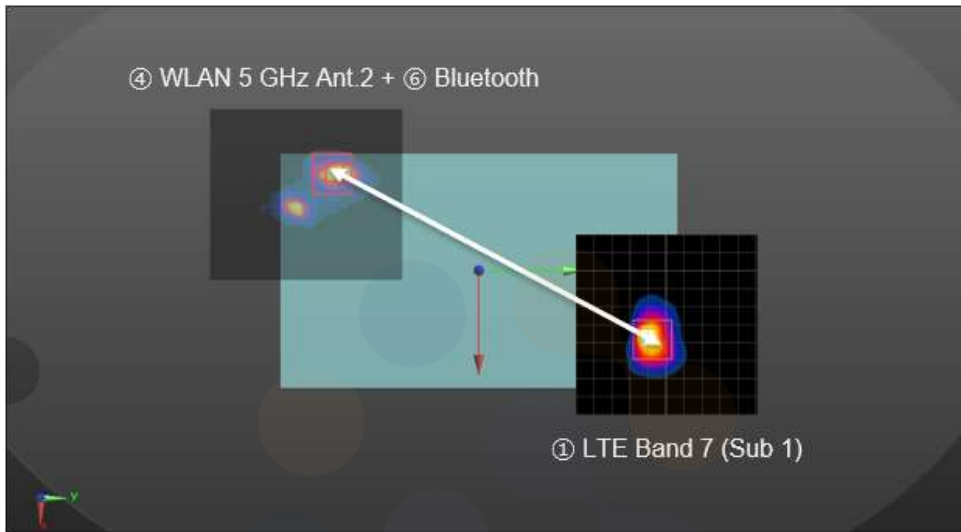 ④ WLAN 5 GHz Ant.2 + ⑥ Bluetooth
① LTE Band 7 (Sub 1)
y